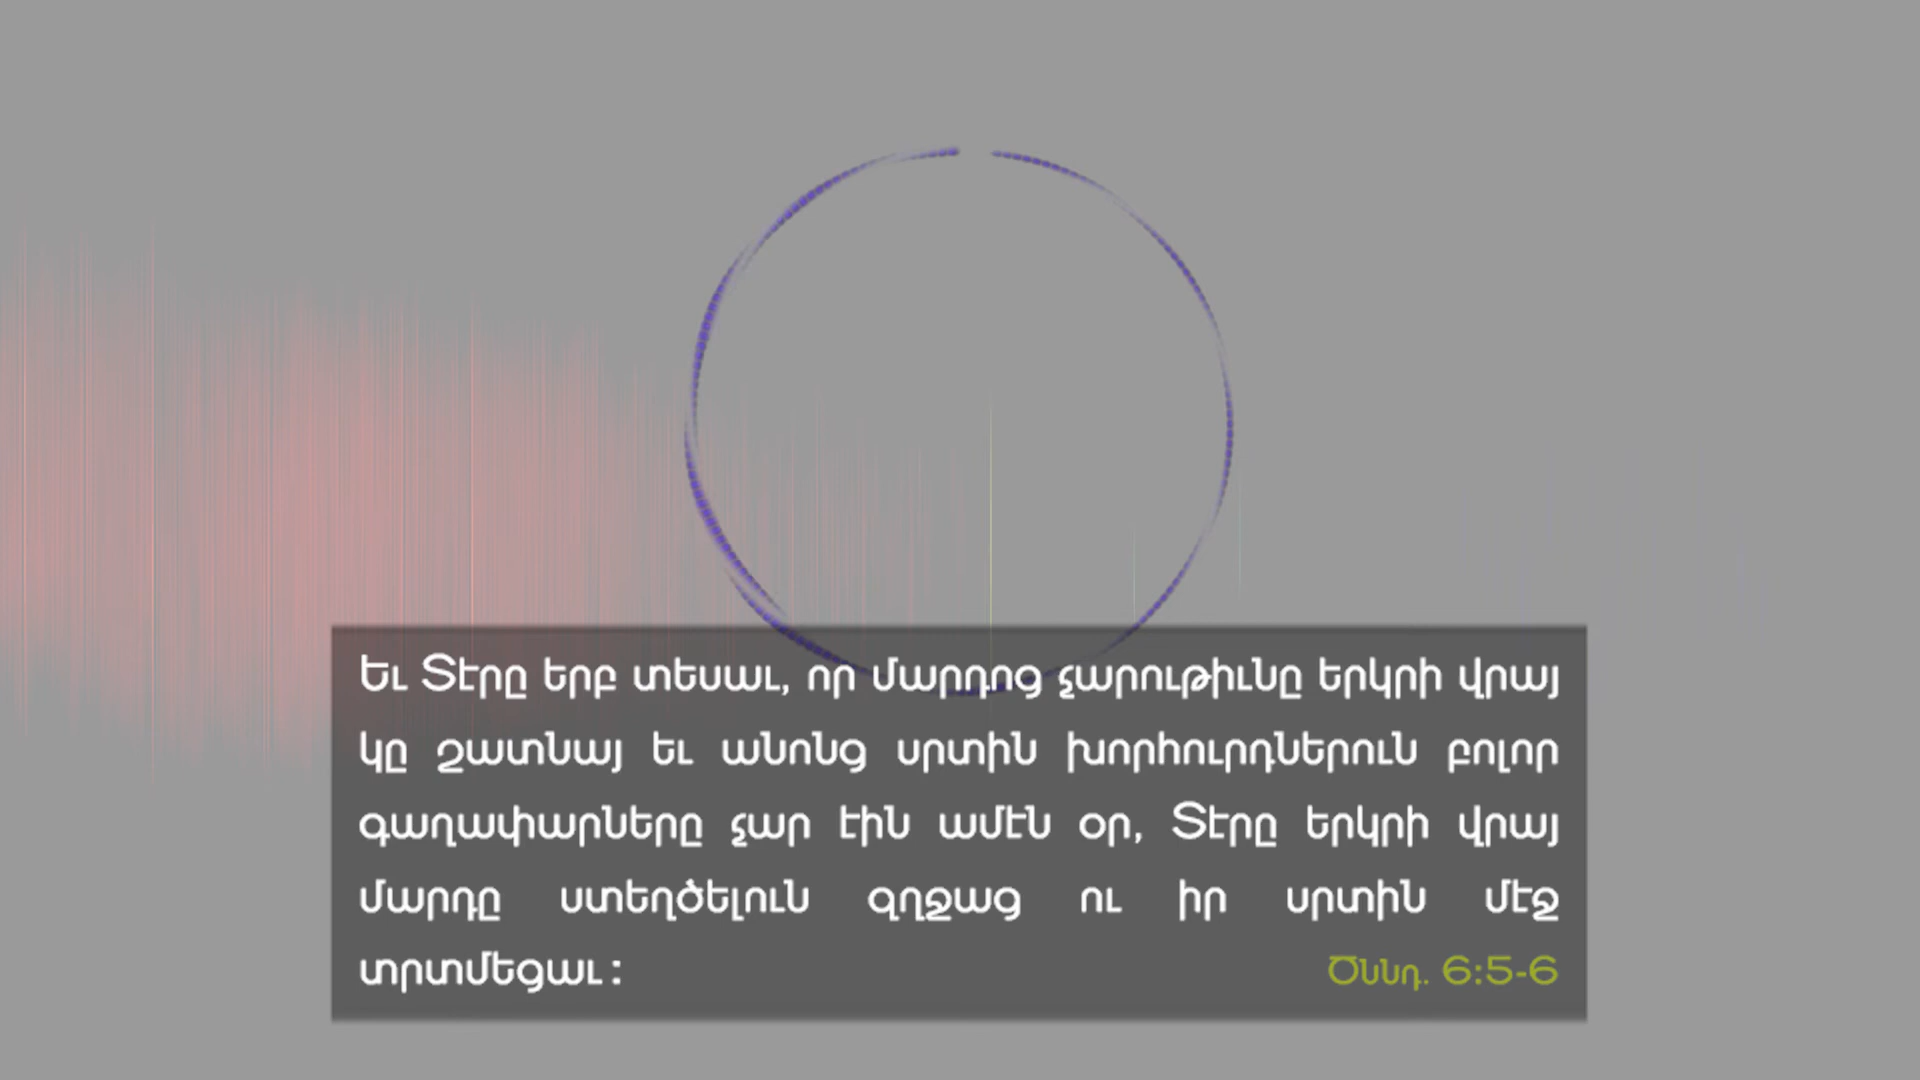 Եւ Տէրը երբ տեսաւ, որ մարդոց չարութիւնը երկրի վրայ
կը շատնայ եւ անոնց սրտին խորհուրդներուն բոլոր
գաղափարները չար էին ամէն օր, Տէրը երկրի վրայ
մարդը ստեղծելուն զղջաց ու իր սրտին մէջ
տրտմեցաւ: Ծննդ. 6:5-6